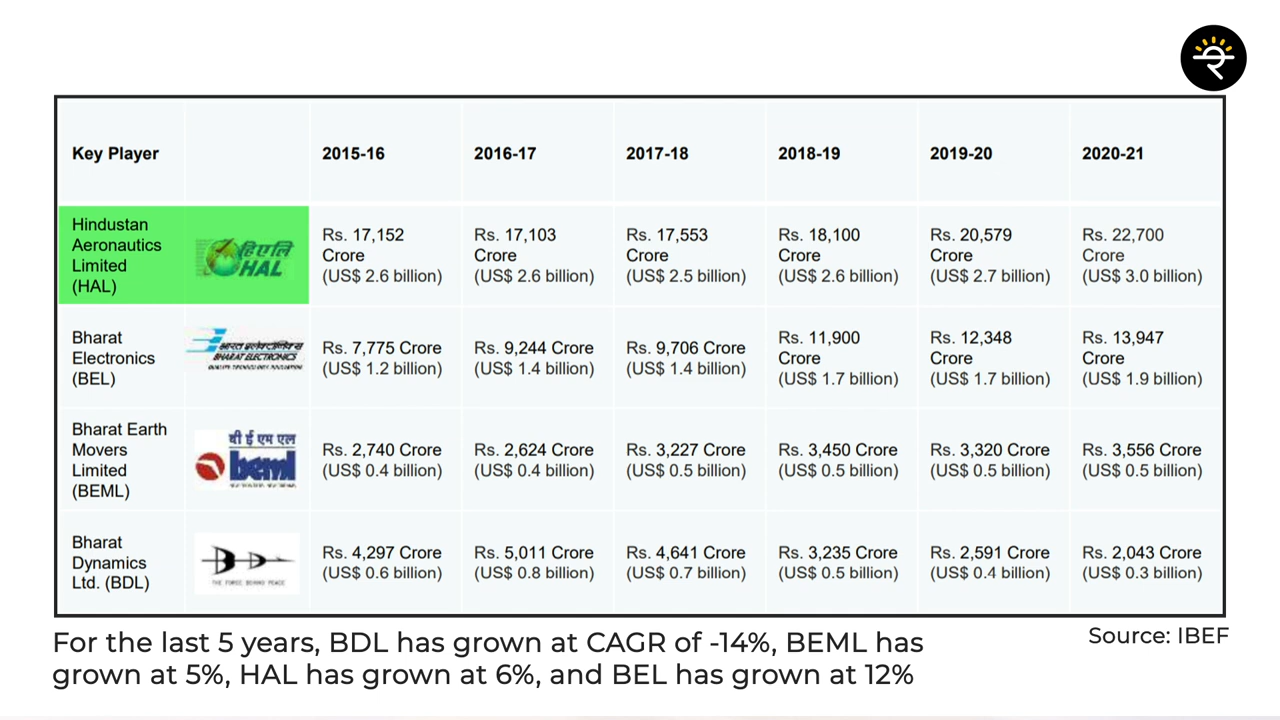 Key Player 2015-16 2016-17 2017-18 2018-19 2019-20 2020-21
Hindustan
Aeronautics
Limited
(HAL)
हिएलि
HAL
Rs. 17,152
Crore
(US$ 2.6 billion)
Rs. 17,103
Crore
(US$ 2.6 billion)
Rs. 17,553
Crore
(US$ 2.5 billion)
Rs. 18,100
Crore
(US$ 2.6 billion)
Rs. 20,579
Crore
(US$ 2.7 billion)
Rs. 22,700
Crore
(US$ 3.0 billion)
Bharat
Electronics
(BEL)
भारत इलेक्ट्रॉनिक्स
BHARAT ELECTRONICS
QUALITY TECHNOLOGY INNOVATION
Rs. 7,775 Crore
(US$ 1.2 billion)
Rs. 9,244 Crore
(US$ 1.4 billion)
Rs. 9,706 Crore
(US$ 1.4 billion)
Rs. 11,900
Crore
(US$ 1.7 billion)
Rs. 12,348
Crore
(US$ 1.7 billion)
Rs. 13,947
Crore
(US$ 1.9 billion)
Bharat Earth
Movers
Limited
(BEML)
बी ई एम एल
beml
Rs. 2,740 Crore
(US$ 0.4 billion)
Rs. 2,624 Crore
(US$ 0.4 billion)
Rs. 3,227 Crore
(US$ 0.5 billion)
Rs. 3,450 Crore
(US$ 0.5 billion)
Rs. 3,320 Crore
(US$ 0.5 billion)
Rs. 3,556 Crore
(US$ 0.5 billion)
Bharat
Dynamics
Ltd. (BDL)
THE FORCE BEHIND PEACE
Rs. 4,297 Crore
(US$ 0.6 billion)
Rs. 5,011 Crore
(US$ 0.8 billion)
Rs. 4,641 Crore
(US$ 0.7 billion)
Rs. 3,235 Crore
(US$ 0.5 billion)
Rs. 2,591 Crore
(US$ 0.4 billion)
Rs. 2,043 Crore
(US$ 0.3 billion)
For the last 5 years, BDL has grown at CAGR of -14%, BEML has
grown at 5%, HAL has grown at 6%, and BEL has grown at 12%
Source: IBEF